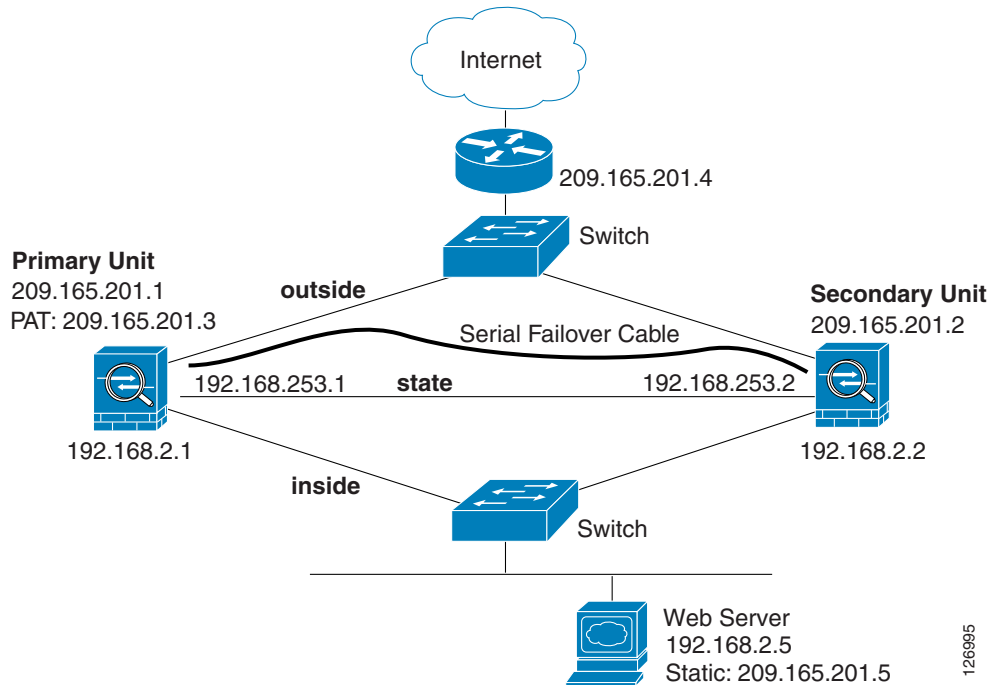 Internet
209.165.201.4
Switch
Primary Unit
209.165.201.1
PAT: 209.165.201.3
outside
Secondary Unit
209.165.201.2
Serial Failover Cable
192.168.253.1
state
192.168.253.2
192.168.2.1
192.168.2.2
inside
Switch
Web Server
192.168.2.5
Static: 209.165.201.5
126995